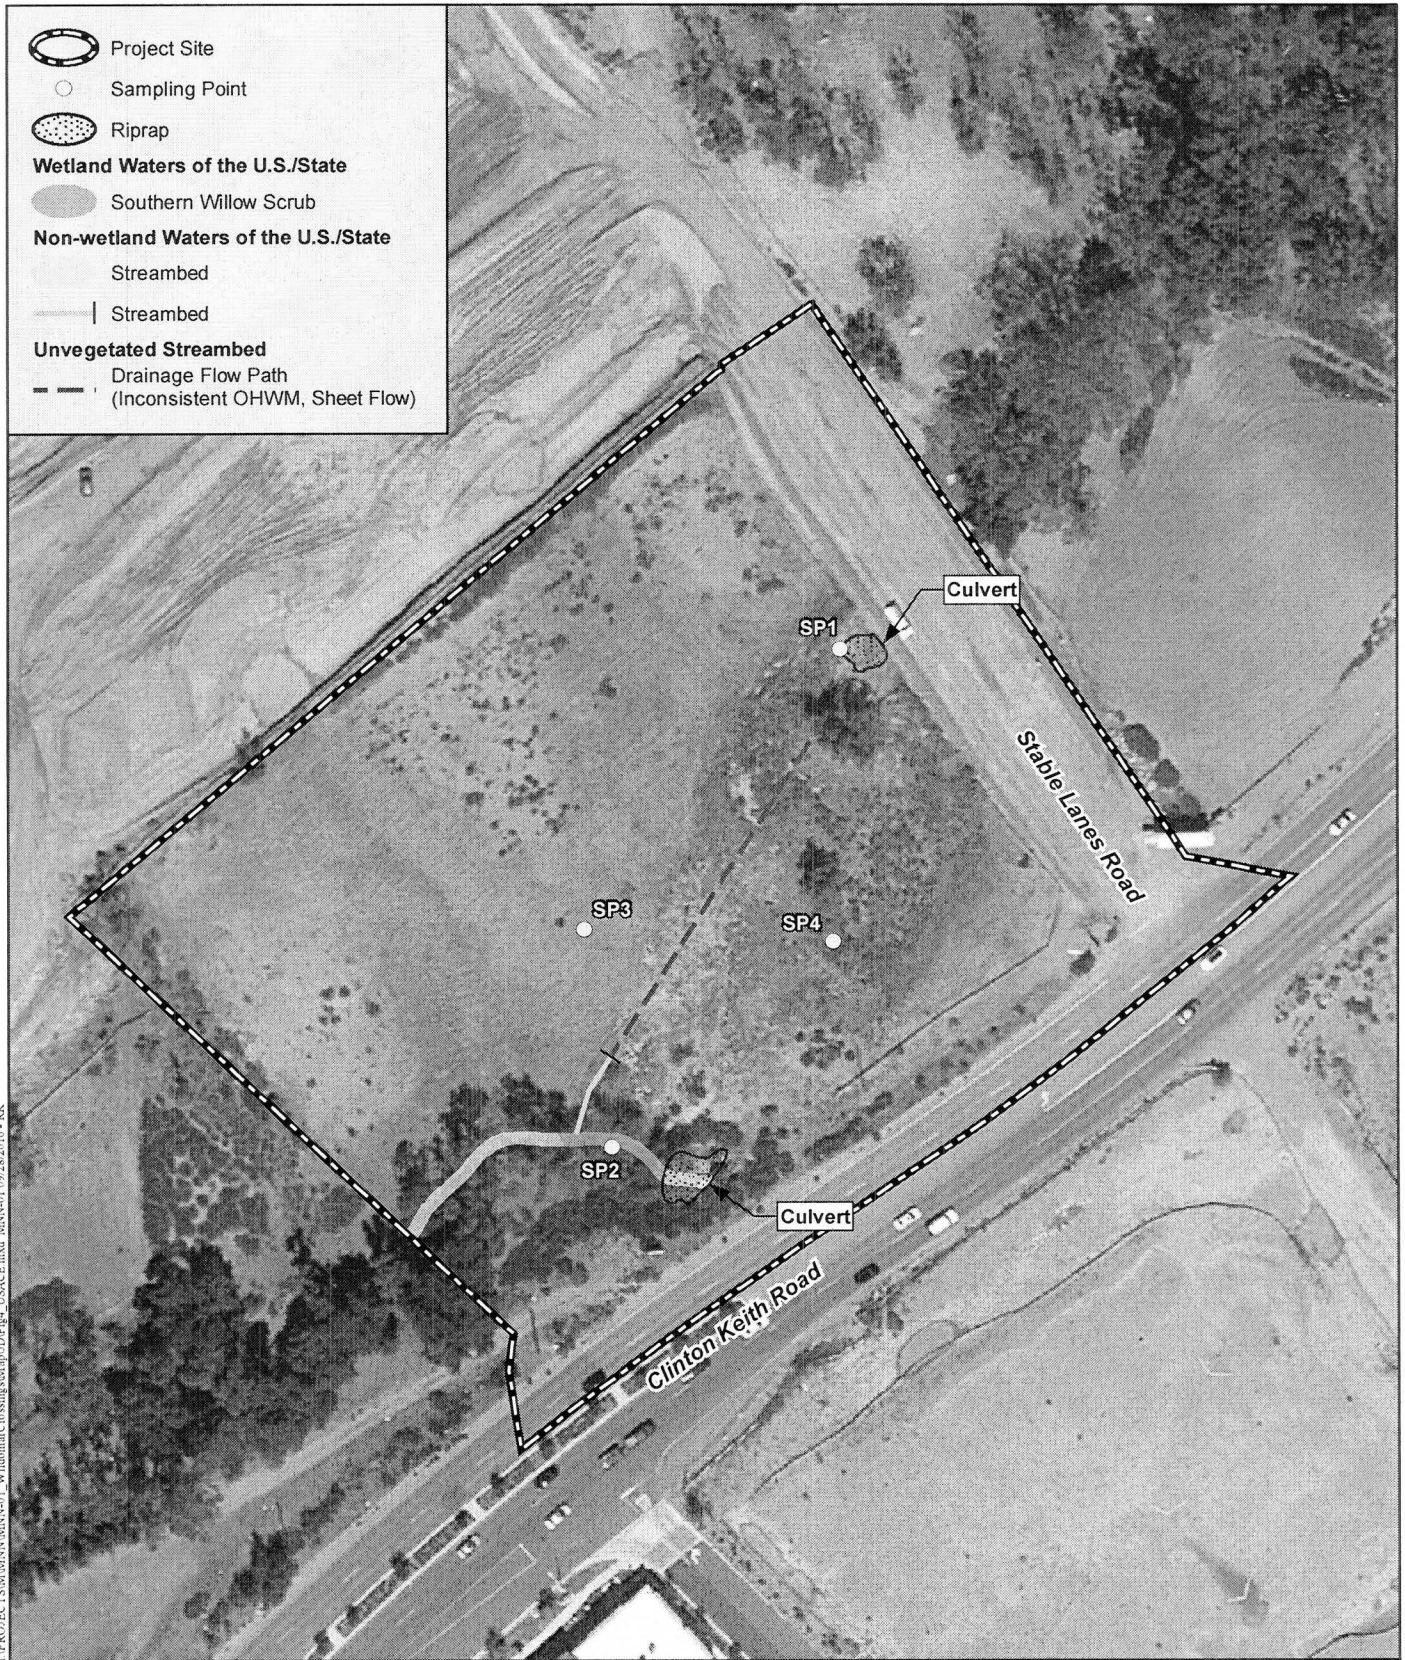 Project Site
Sampling Point
Riprap
Wetland Waters of the U.S./State
Southern Willow Scrub
Non-wetland Waters of the U.S./State
Streambed
Streambed
Unvegetated Streambed
Drainage Flow Path
(Inconsistent OHWM, Sheet Flow)
Culvert
SP1
Stable Lanes Road
SP3
SP4
SP2
Culvert
Clinton Keith Road